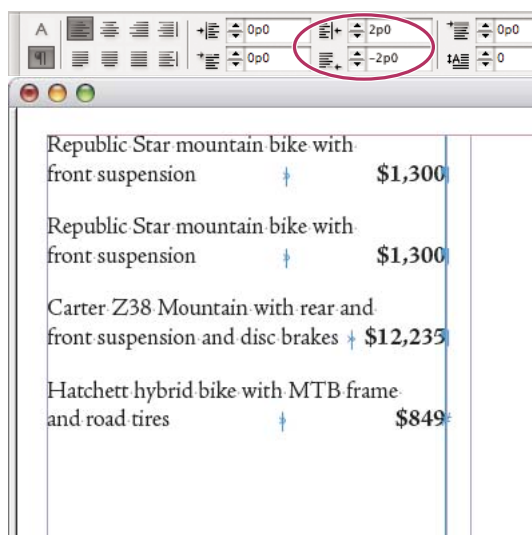 A 0p0 2p0 0p0
¶ 0p0 -2p0 0
Republic Star mountain bike with
front suspension $1,300
Republic Star mountain bike with
front suspension $1,300
Carter Z38 Mountain with rear and
front suspension and disc brakes $12,235
Hatchett hybrid bike with MTB frame
and road tires $849